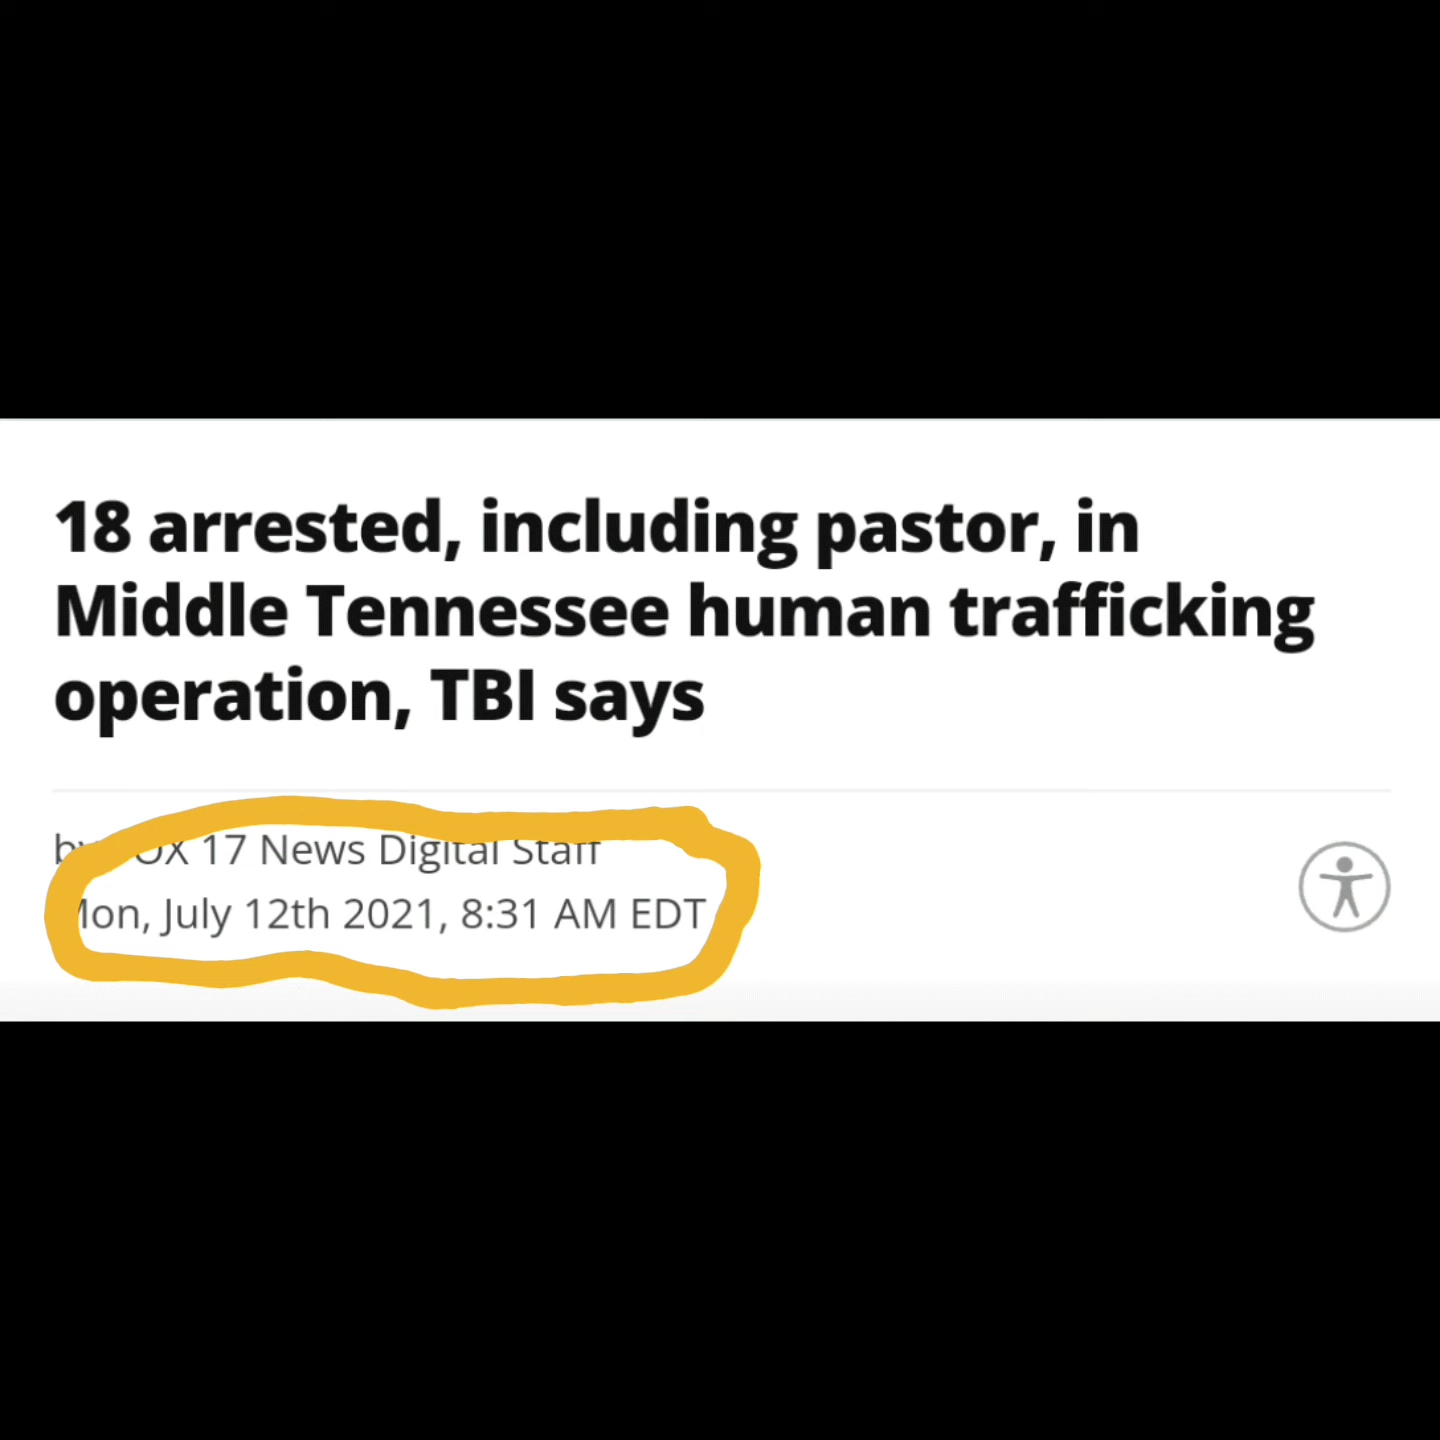 18 arrested, including pastor, in
Middle Tennessee human trafficking
operation, TBI says
17 News Digital Staff
July 12th 2021, 8:31 AM EDT